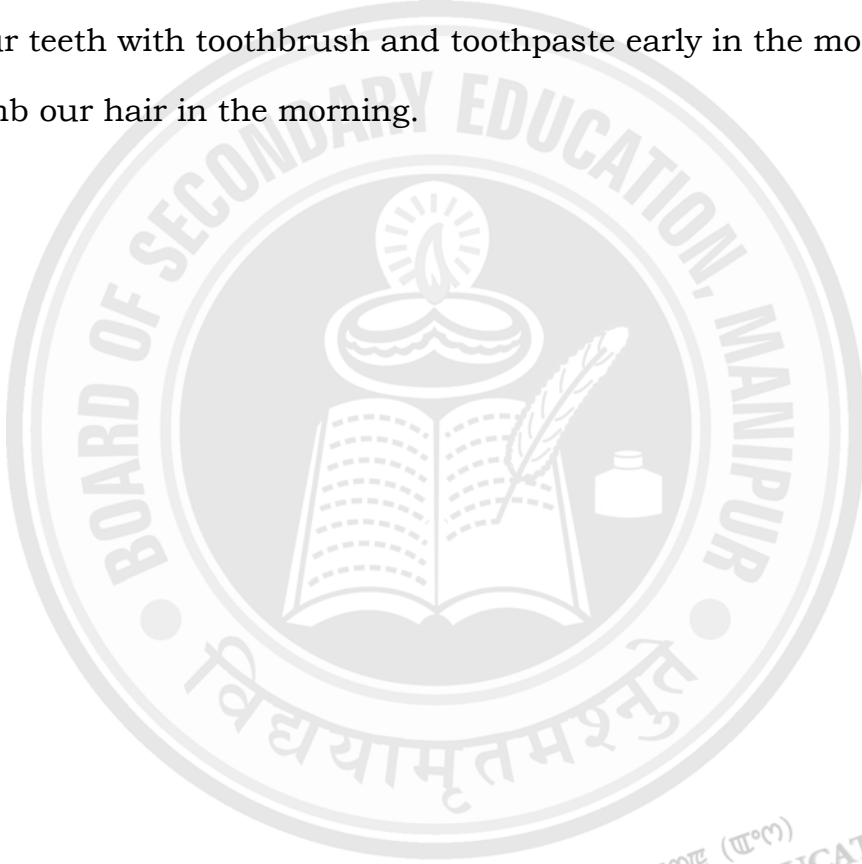 ur teeth with toothbrush and toothpaste early in the mo
nb our hair in the morning.
BOARD OF SECONDARY EDUCATION, MANIPUR
विद्ययामृतमश्नुते